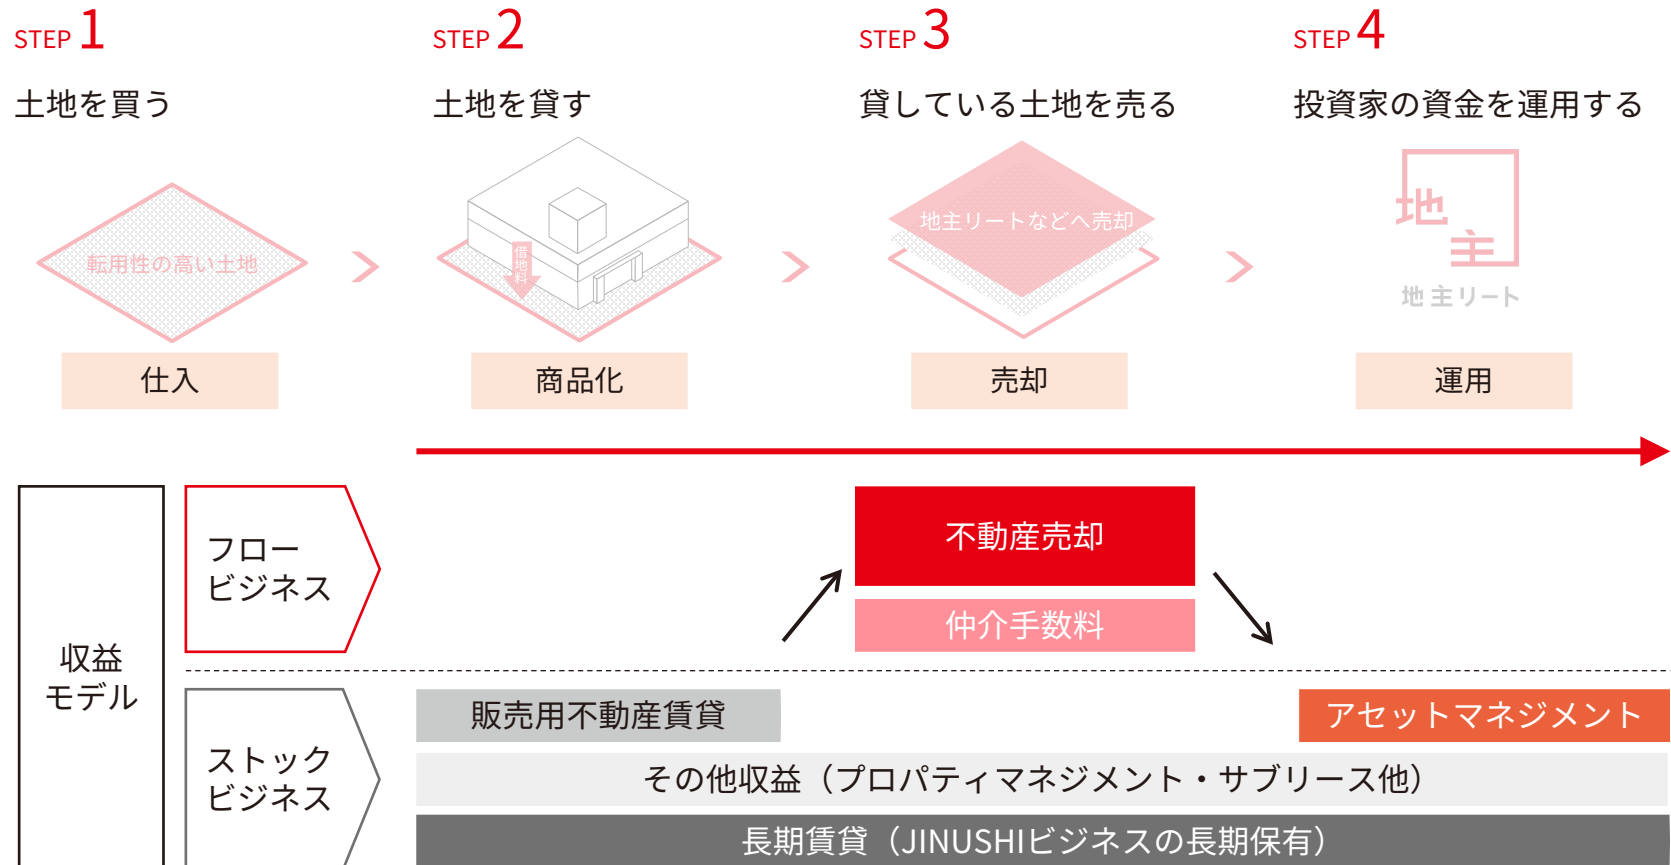 STEP 1
土地を買う
転用性の高い土地
仕入
STEP 2
土地を貸す
借地料
商品化
STEP 3
貸している土地を売る
地主リートなどへ売却
売却
STEP 4
投資家の資金を運用する
地主
地主リート
運用
収益
モデル
フロー
ビジネス
不動産売却
仲介手数料
ストック
ビジネス
販売用不動産賃貸
アセットマネジメント
その他収益（プロパティマネジメント・サブリース他）
長期賃貸（JINUSHIビジネスの長期保有）